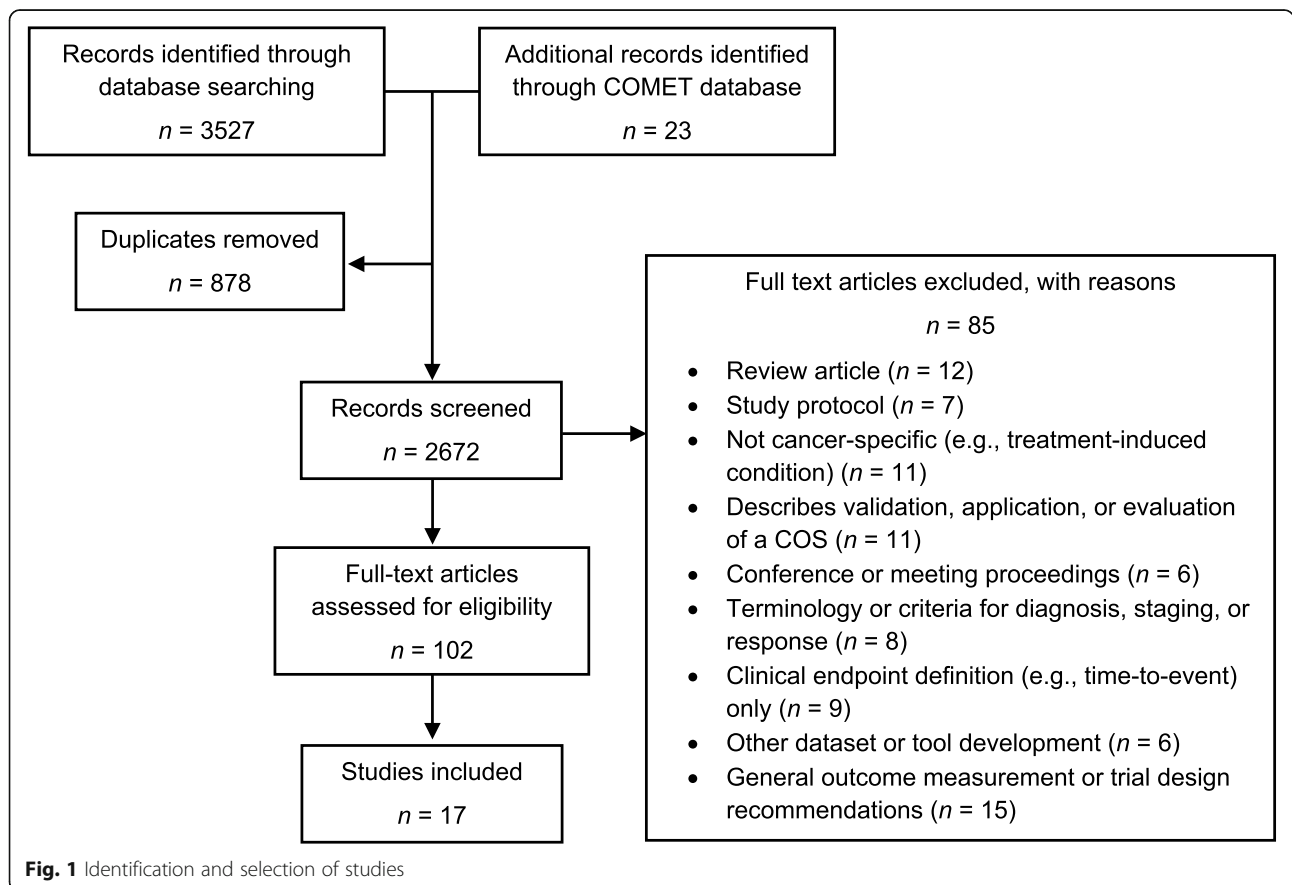 Records identified through
database searching
n = 3527
Additional records identified
through COMET database
n = 23
Duplicates removed
n = 878
Records screened
n = 2672
Full text articles excluded, with reasons
n = 85
• Review article (n = 12)
• Study protocol (n = 7)
• Not cancer-specific (e.g., treatment-induced
condition) (n = 11)
• Describes validation, application, or evaluation
of a COS (n = 11)
• Conference or meeting proceedings (n = 6)
• Terminology or criteria for diagnosis, staging, or
response (n = 8)
• Clinical endpoint definition (e.g., time-to-event)
only (n = 9)
• Other dataset or tool development (n = 6)
• General outcome measurement or trial design
recommendations (n = 15)
Full-text articles
assessed for eligibility
n = 102
Studies included
n = 17
Fig. 1 Identification and selection of studies